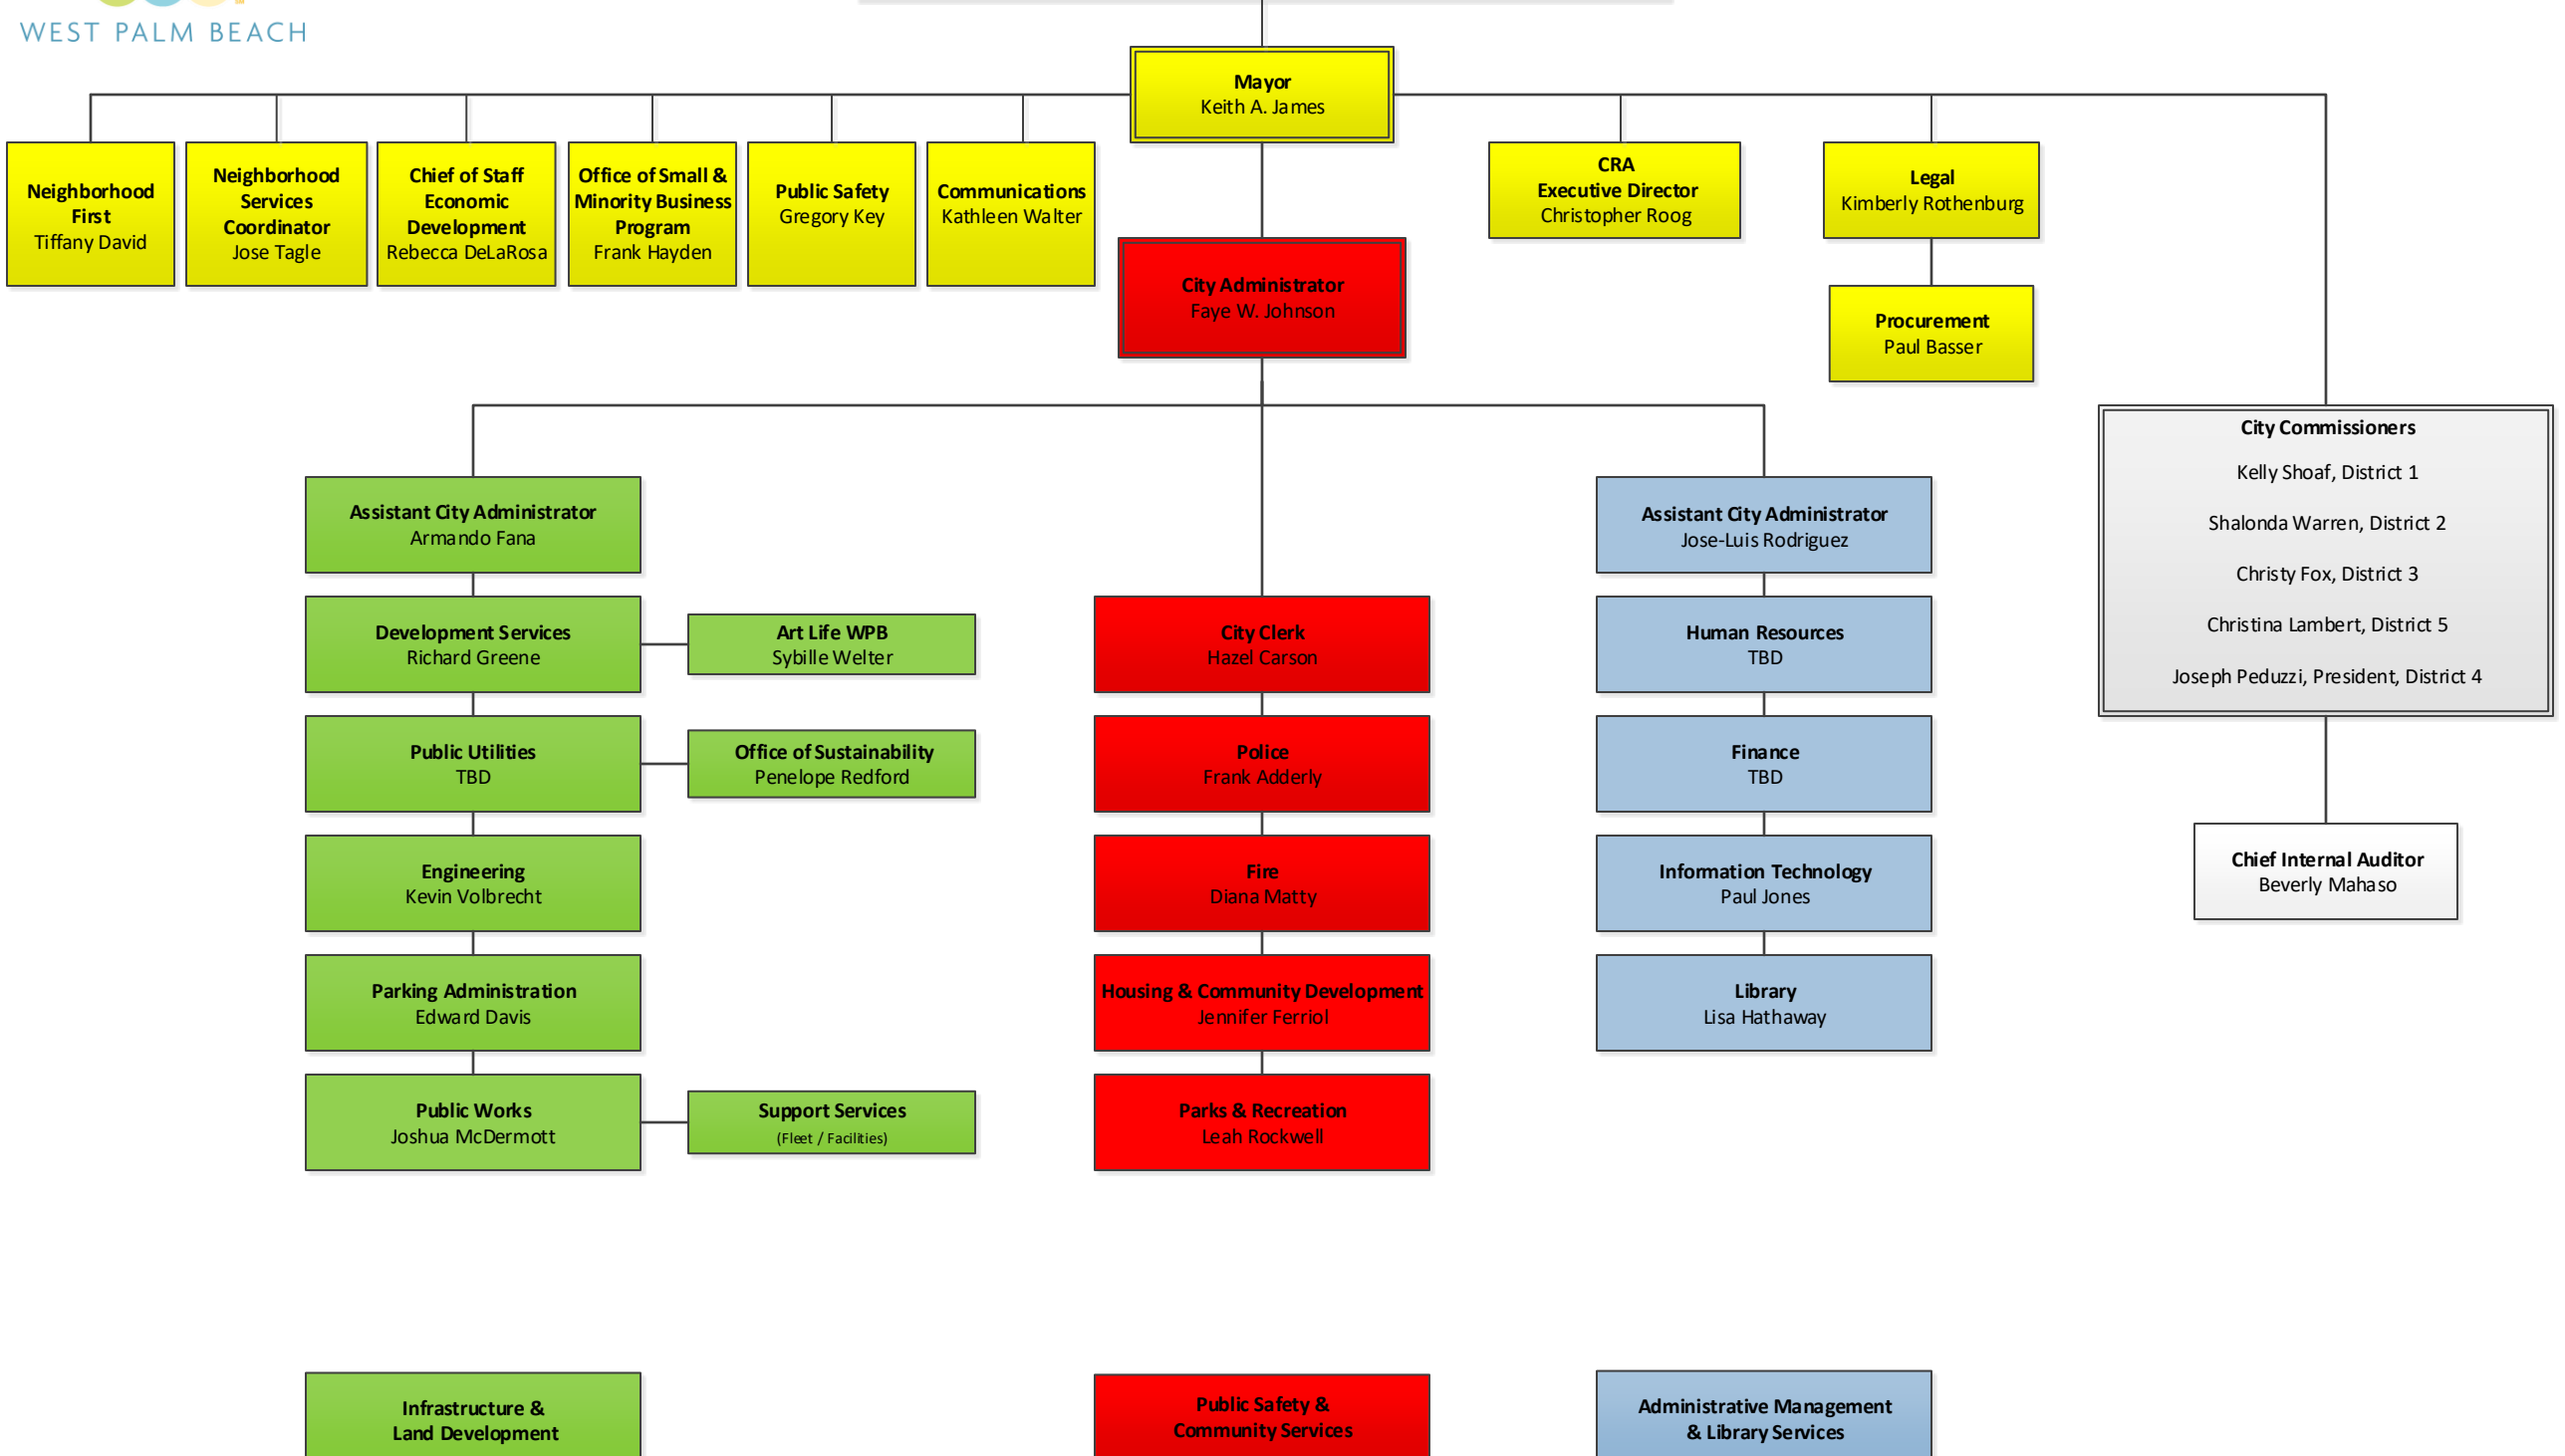 WEST PALM BEACH
Mayor
Keith A. James
Neighborhood
First
Tiffany David
Neighborhood
Services
Coordinator
Jose Tagle
Chief of Staff
Economic
Development
Rebecca DeLaRosa
Office of Small &
Minority Business
Program
Frank Hayden
Public Safety
Gregory Key
Communications
Kathleen Walter
CRA
Executive Director
Christopher Roog
Legal
Kimberly Rothenburg
Procurement
Paul Basser
City Administrator
Faye W. Johnson
City Commissioners
Kelly Shoaf, District 1
Shalonda Warren, District 2
Christy Fox, District 3
Christina Lambert, District 5
Joseph Peduzzi, President, District 4
Chief Internal Auditor
Beverly Mahaso
Assistant City Administrator
Armando Fana
Development Services
Richard Greene
Art Life WPB
Sybille Welter
Public Utilities
TBD
Office of Sustainability
Penelope Redford
Engineering
Kevin Volbrecht
Parking Administration
Edward Davis
Public Works
Joshua McDermott
Support Services
(Fleet / Facilities)
City Clerk
Hazel Carson
Police
Frank Adderly
Fire
Diana Matty
Housing & Community Development
Jennifer Ferriol
Parks & Recreation
Leah Rockwell
Assistant City Administrator
Jose-Luis Rodriguez
Human Resources
TBD
Finance
TBD
Information Technology
Paul Jones
Library
Lisa Hathaway
Infrastructure &
Land Development
Public Safety &
Community Services
Administrative Management
& Library Services